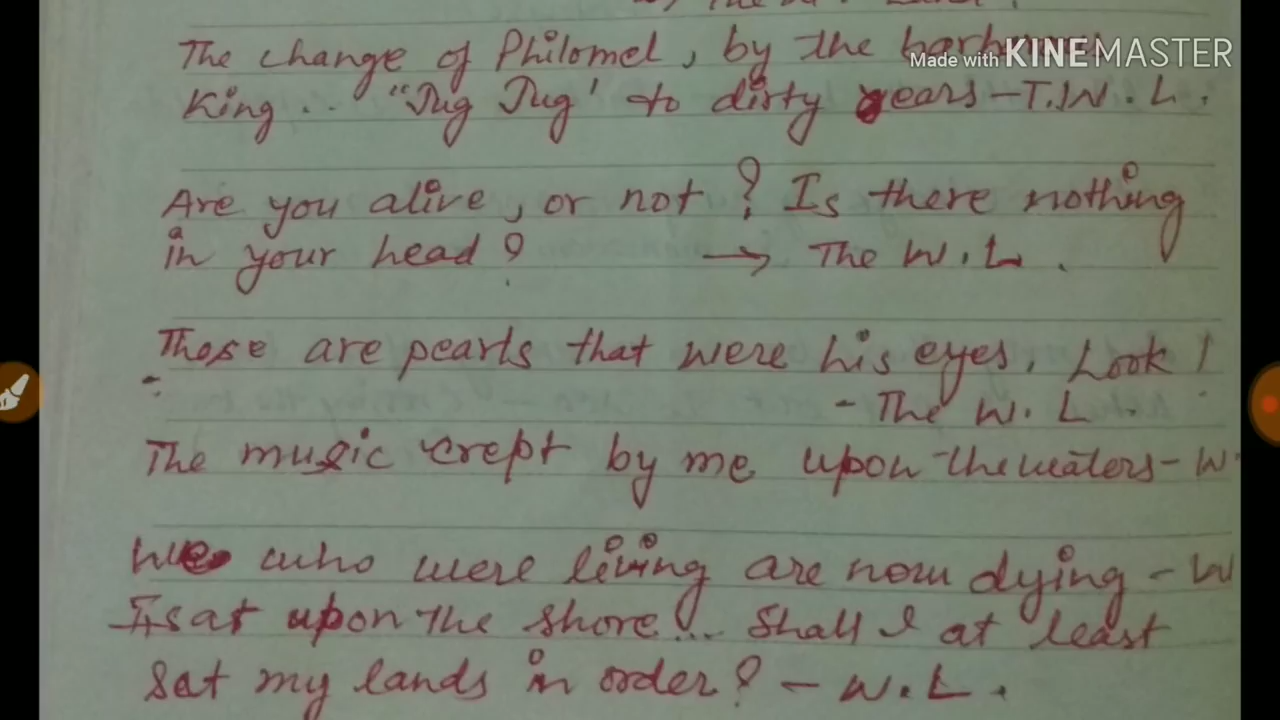 The change of Philomel, by the
King .. "Jug Jug' to dirty years - T.W.L.
Are you alive, or not? Is there nothing
in your head? → The W.L.
Those are pearls that were his eyes. Look!
- The W.L.
The music crept by me upon the waters - W
We who were living are now dying - W
I sat upon the shore... Shall I at least
Set my lands in order? - W.L.
Made with KINEMASTER